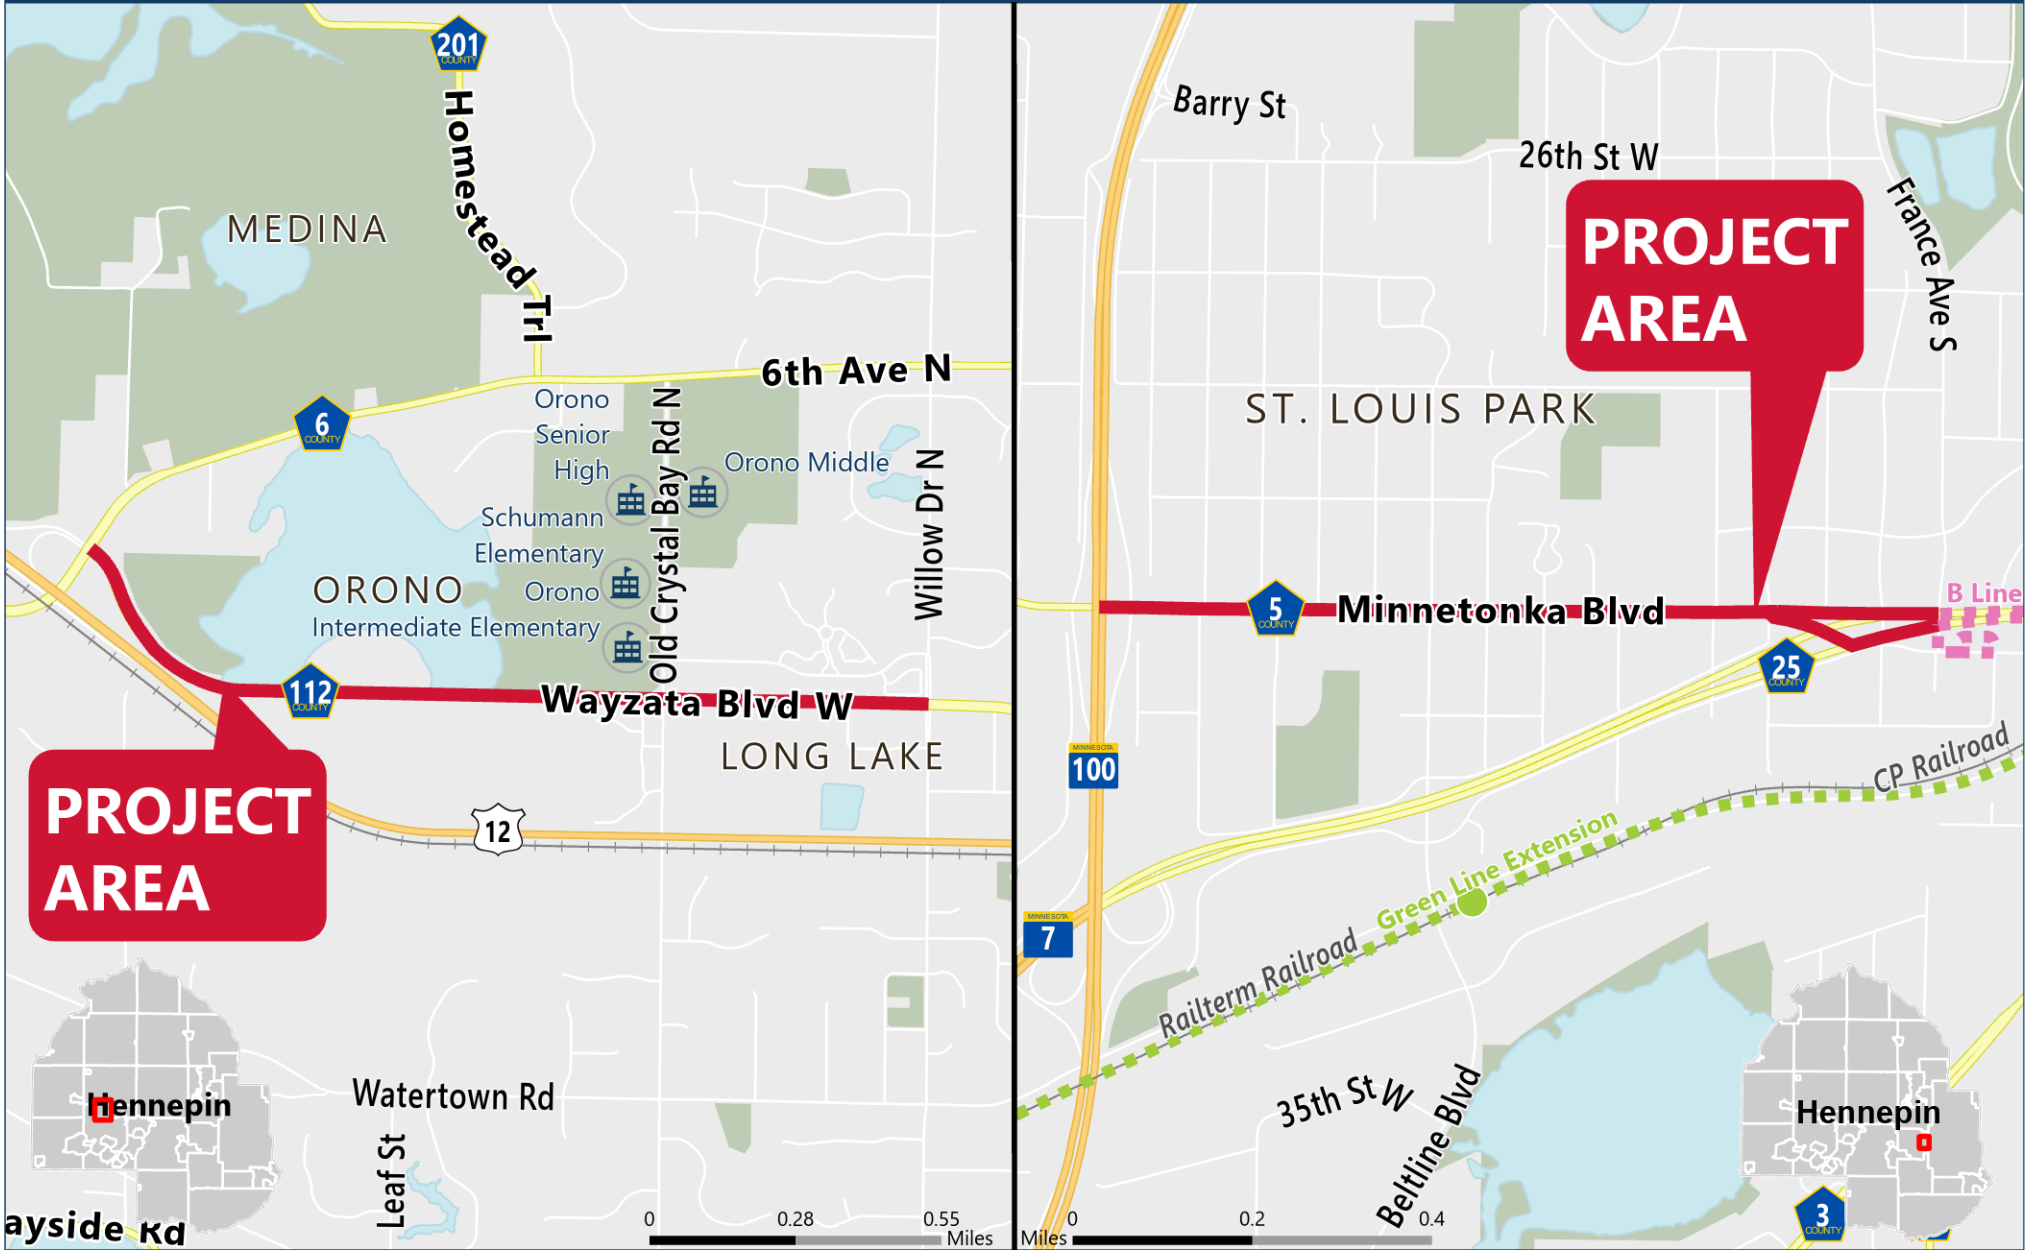 201
COUNTY
Homestead Trl
MEDINA
6th Ave N
6
COUNTY
Orono
Senior
High
Orono Middle
Old Crystal Bay Rd N
Willow Dr N
Schumann
Elementary
ORONO
Orono
Intermediate Elementary
112
COUNTY
Wayzata Blvd W
LONG LAKE
PROJECT
AREA
12
Hennepin
Watertown Rd
Leaf St
ayside Rd
0 0.28 0.55
Miles
Barry St
26th St W
France Ave S
PROJECT
AREA
ST. LOUIS PARK
B Line
5
COUNTY
Minnetonka Blvd
25
COUNTY
MINNESOTA
100
CP Railroad
Green Line Extension
MINNESOTA
7
Railterm Railroad
35th St W
Beltline Blvd
Hennepin
3
COUNTY
0 0.2 0.4
Miles